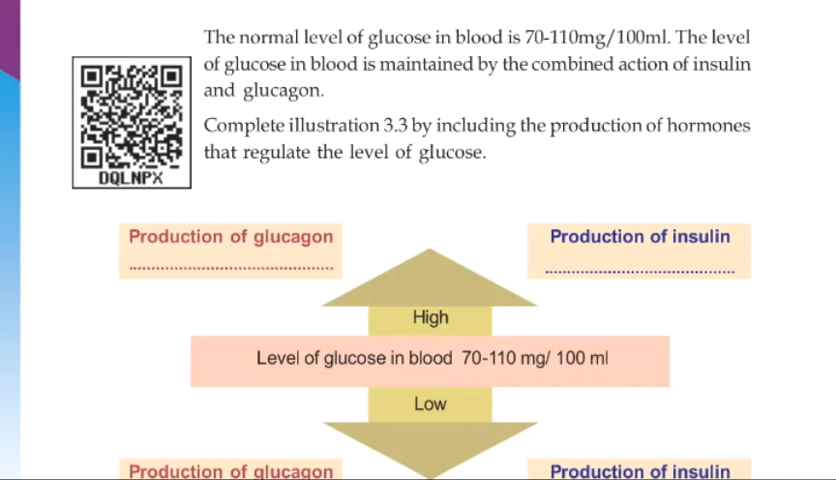 The normal level of glucose in blood is 70-110mg/100ml. The level
of glucose in blood is maintained by the combined action of insulin
and glucagon.
Complete illustration 3.3 by including the production of hormones
that regulate the level of glucose.
DQLNPX
Production of glucagon
Production of insulin
High
Level of glucose in blood 70-110 mg/ 100 ml
Low
Production of glucagon
Production of insulin